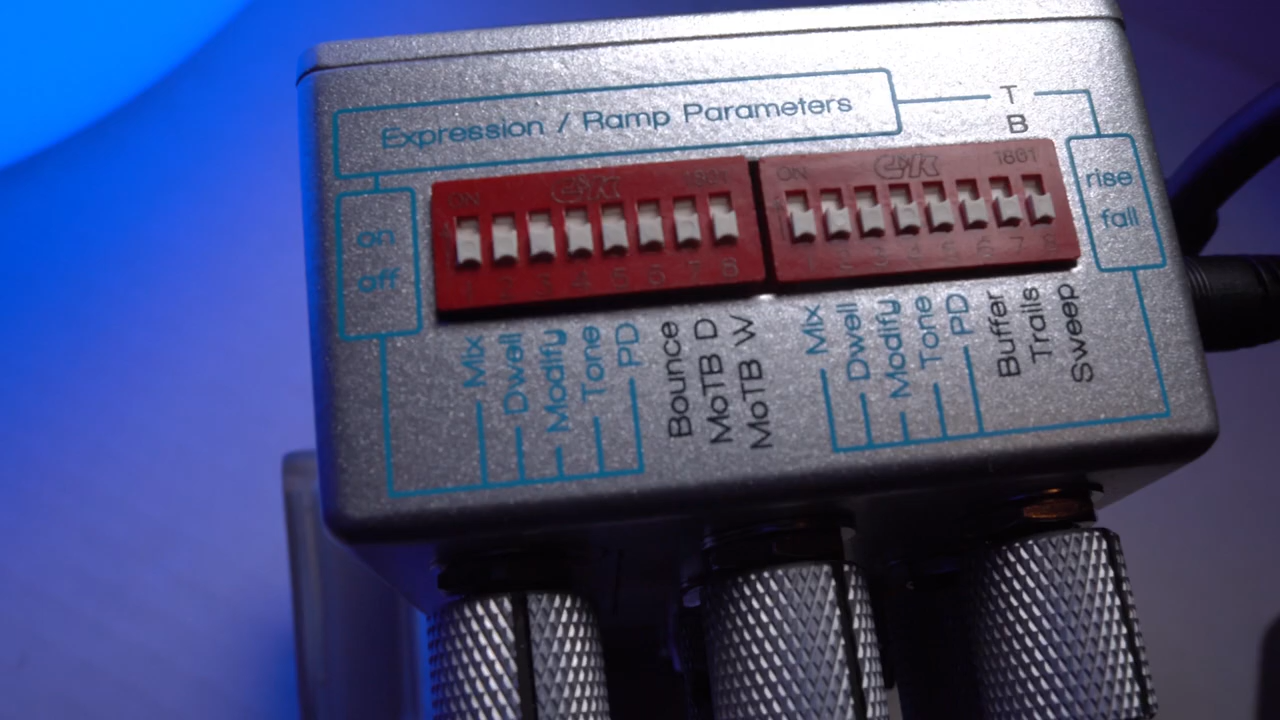 Expression / Ramp Parameters
T
B
ON
C&K
1801
ON
C&K
1801
on
off
rise
fall
1 2 3 4 5 6 7 8
1 2 3 4 5 6 7 8
Mix
Dwell
Modify
Tone
PD
Bounce
MoTB D
MoTB W
Mix
Dwell
Modify
Tone
PD
Buffer
Trails
Sweep